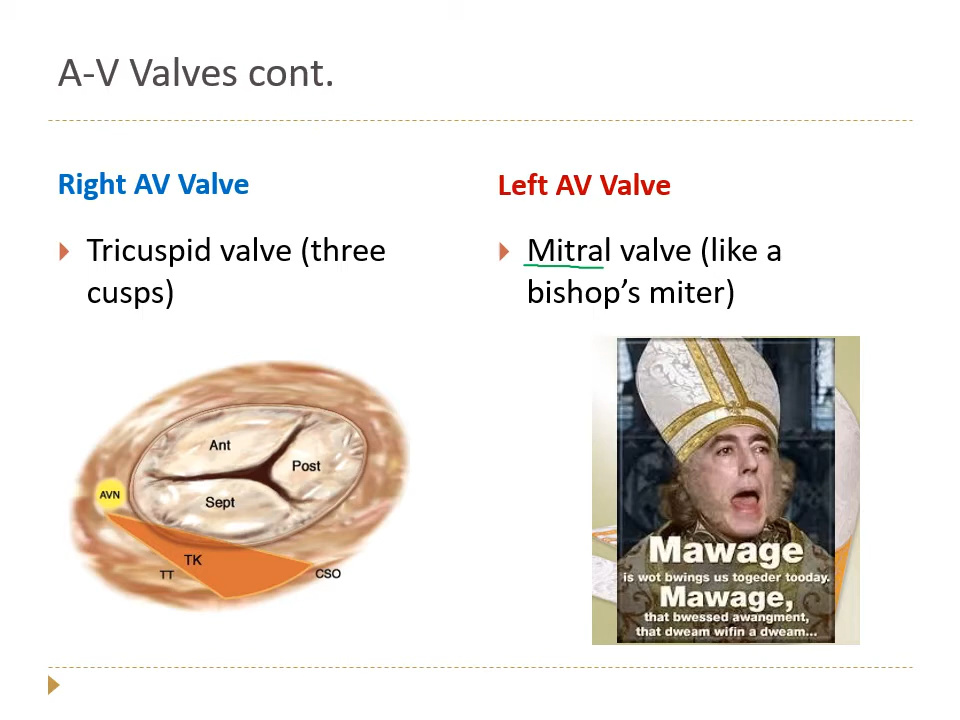 A-V Valves cont.
Right AV Valve
Tricuspid valve (three
cusps)
Ant
Post
Sept
AVN
TK
TT
CSO
Left AV Valve
Mitral valve (like a
bishop’s miter)
Mawage
is wot bwings us togeder tooday.
Mawage,
that bwessed awangment,
that dweam wifin a dweam...